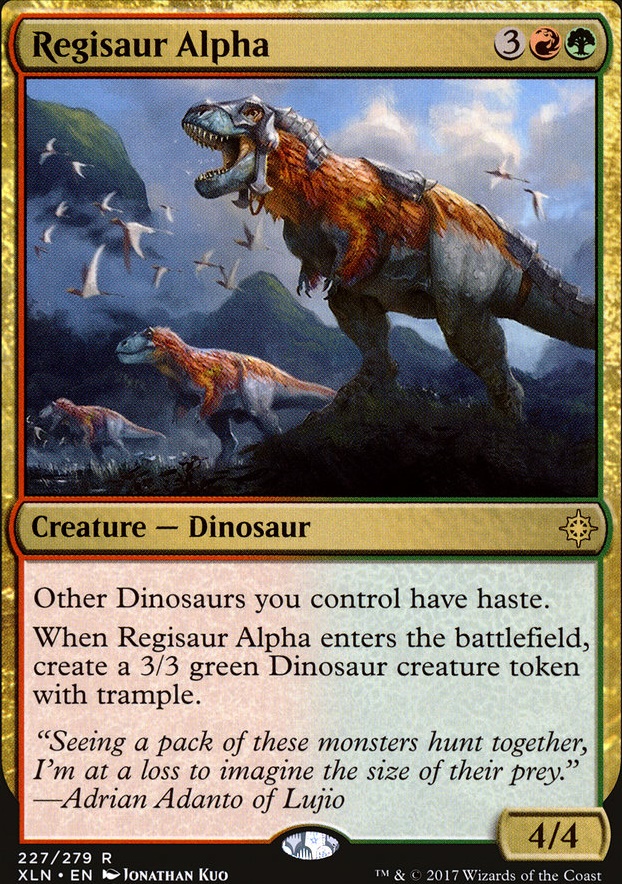 Regisaur Alpha 3
Creature — Dinosaur
Other Dinosaurs you control have haste.
When Regisaur Alpha enters the battlefield,
create a 3/3 green Dinosaur creature token
with trample.
“Seeing a pack of these monsters hunt together,
I’m at a loss to imagine the size of their prey.”
—Adrian Adanto of Lujio
4/4
227/279 R
XLN • EN Jonathan Kuo
™ & © 2017 Wizards of the Coast